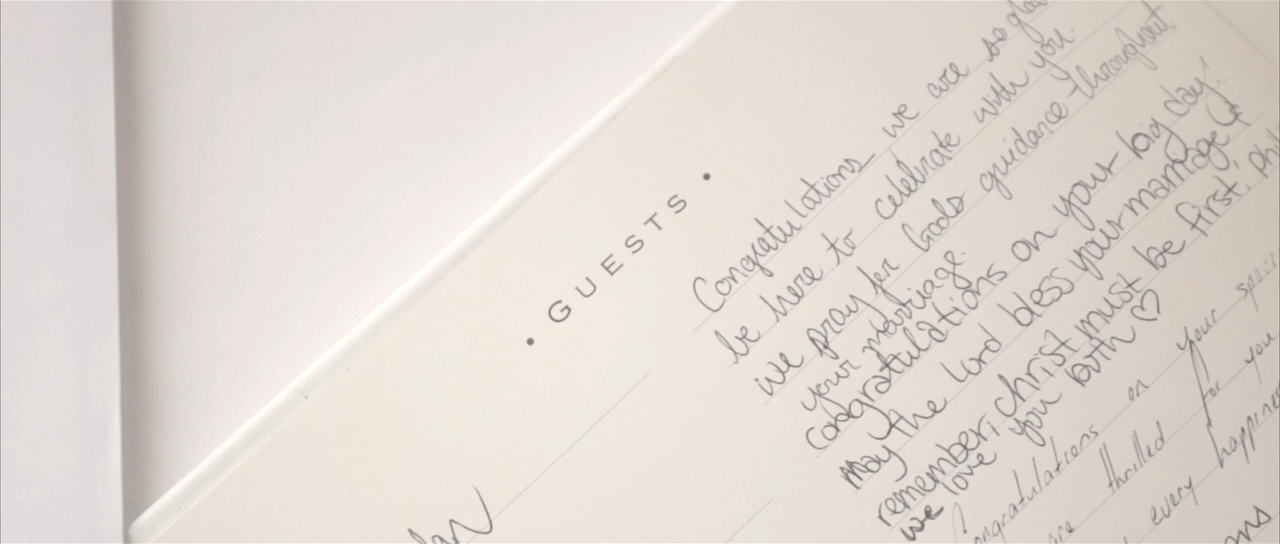 • GUESTS •
Congratulations we are so glad
be here to celebrate with you.
we pray for Gods guidance throughout
your marriage.
congratulations on your big day!
may the Lord bless your marriage &
remember, christ must be first,
we love you both ♡
Congratulations on your
are thrilled for you
every happiness